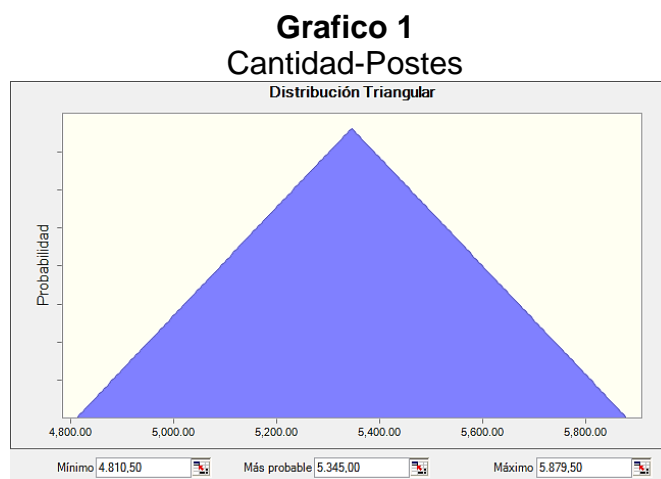 Grafico 1
Cantidad-Postes
Distribución Triangular
Probabilidad
4,800.00 5,000.00 5,200.00 5,400.00 5,600.00 5,800.00
Mínimo 4.810,50 Más probable 5.345,00 Máximo 5.879,50